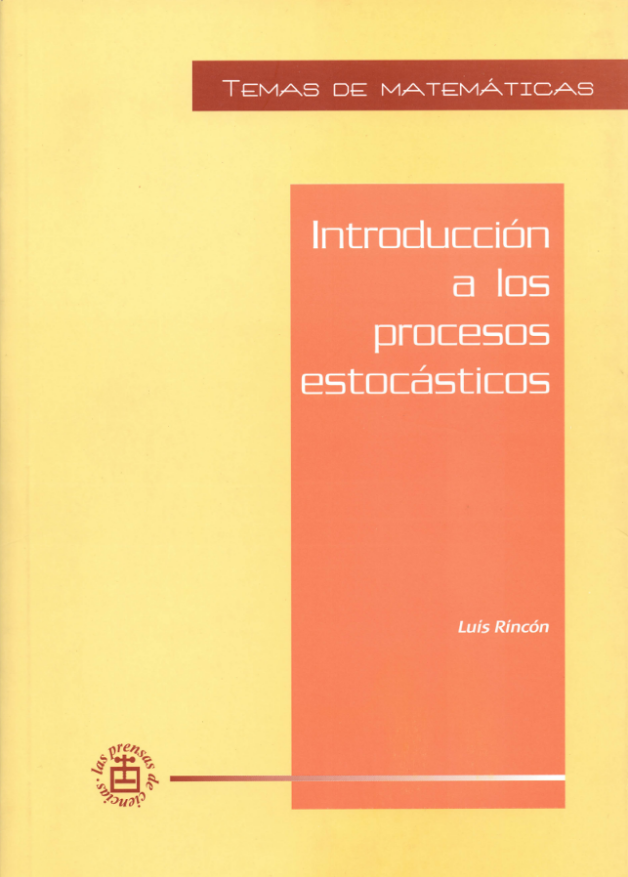 TEMAS DE MATEMÁTICAS
Introducción
a los
procesos
estocásticos
Luis Rincón
las prensas de ciencias